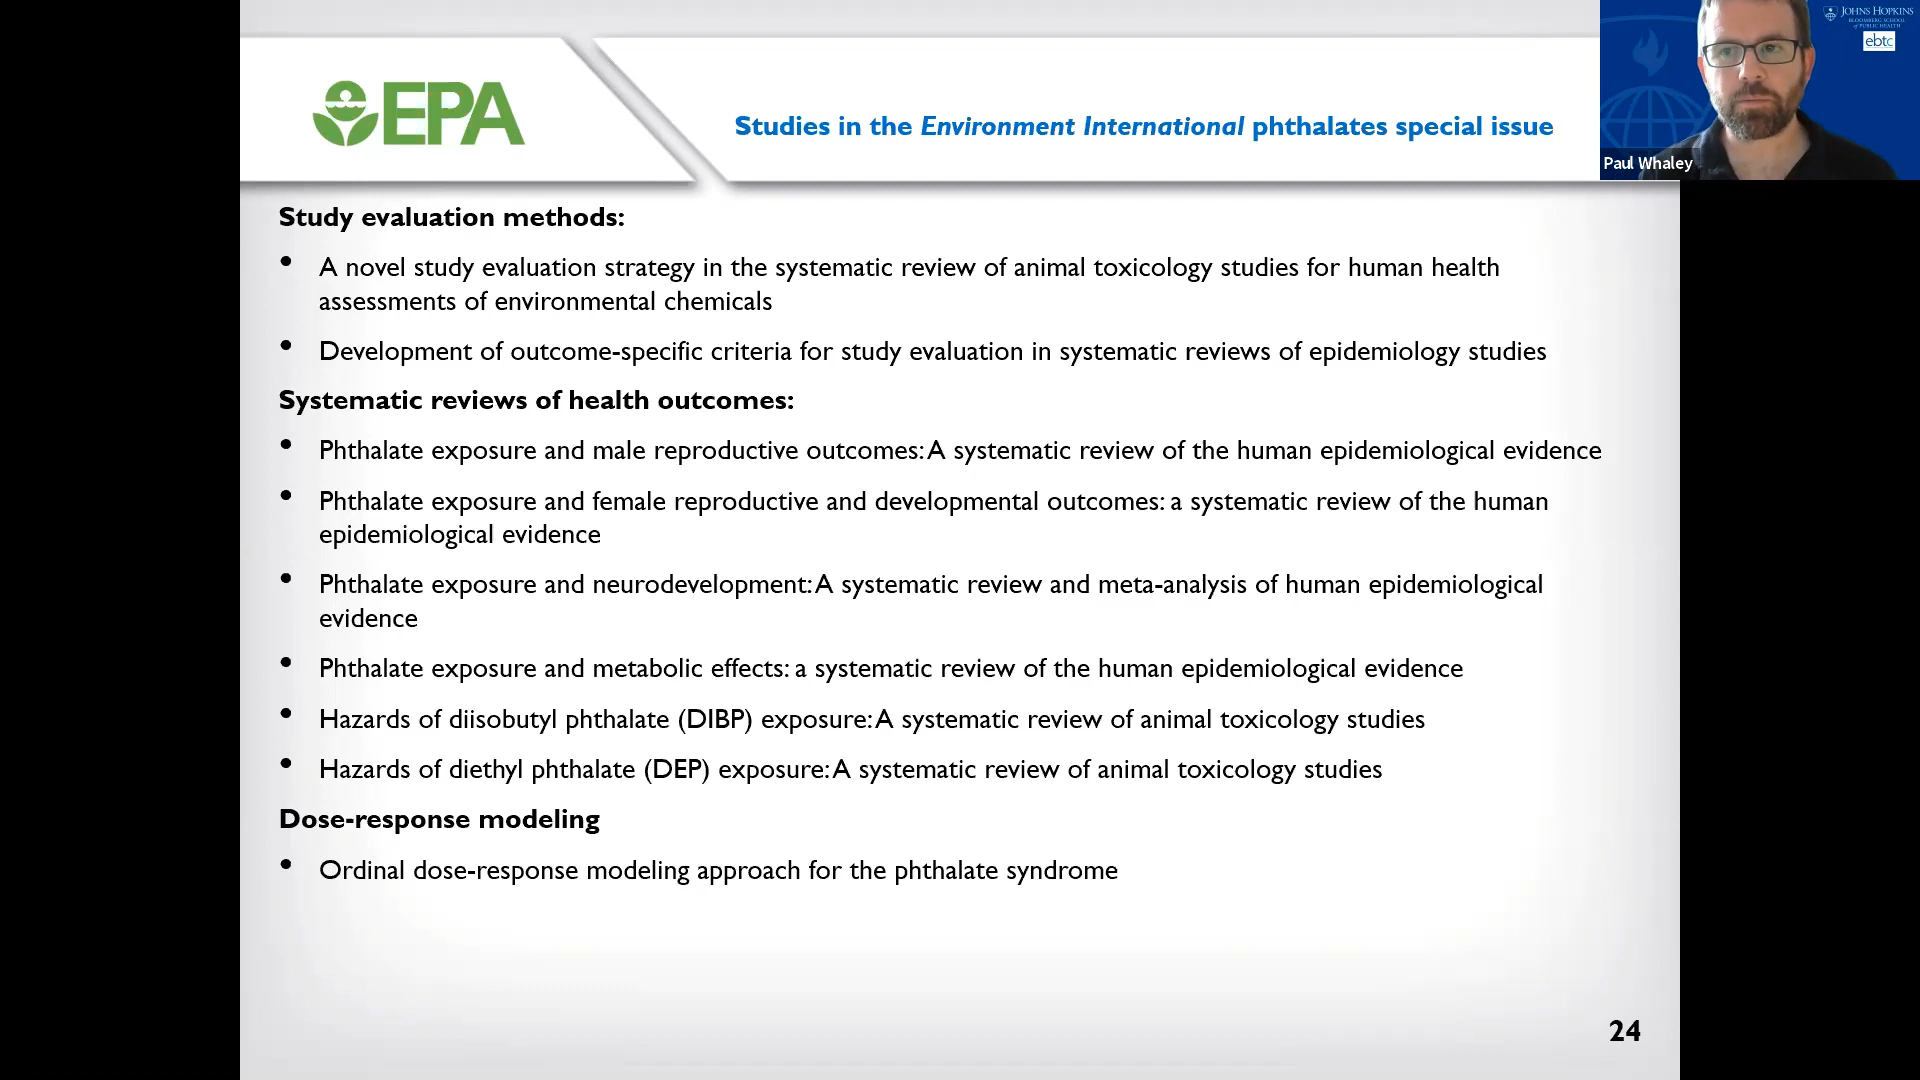 EPA
Studies in the Environment International phthalates special issue
JOHNS HOPKINS
BLOOMBERG SCHOOL
of PUBLIC HEALTH
ebtc
Paul Whaley
Study evaluation methods:
• A novel study evaluation strategy in the systematic review of animal toxicology studies for human health
assessments of environmental chemicals
• Development of outcome-specific criteria for study evaluation in systematic reviews of epidemiology studies
Systematic reviews of health outcomes:
• Phthalate exposure and male reproductive outcomes: A systematic review of the human epidemiological evidence
• Phthalate exposure and female reproductive and developmental outcomes: a systematic review of the human
epidemiological evidence
• Phthalate exposure and neurodevelopment: A systematic review and meta-analysis of human epidemiological
evidence
• Phthalate exposure and metabolic effects: a systematic review of the human epidemiological evidence
• Hazards of diisobutyl phthalate (DIBP) exposure: A systematic review of animal toxicology studies
• Hazards of diethyl phthalate (DEP) exposure: A systematic review of animal toxicology studies
Dose-response modeling
• Ordinal dose-response modeling approach for the phthalate syndrome
24